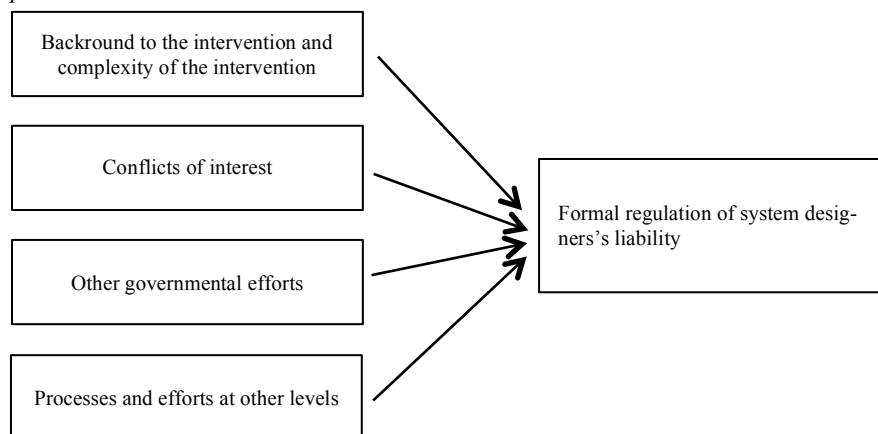 Backround to the intervention and
complexity of the intervention
Conflicts of interest
Formal regulation of system desig-
ners's liability
Other governmental efforts
Processes and efforts at other levels